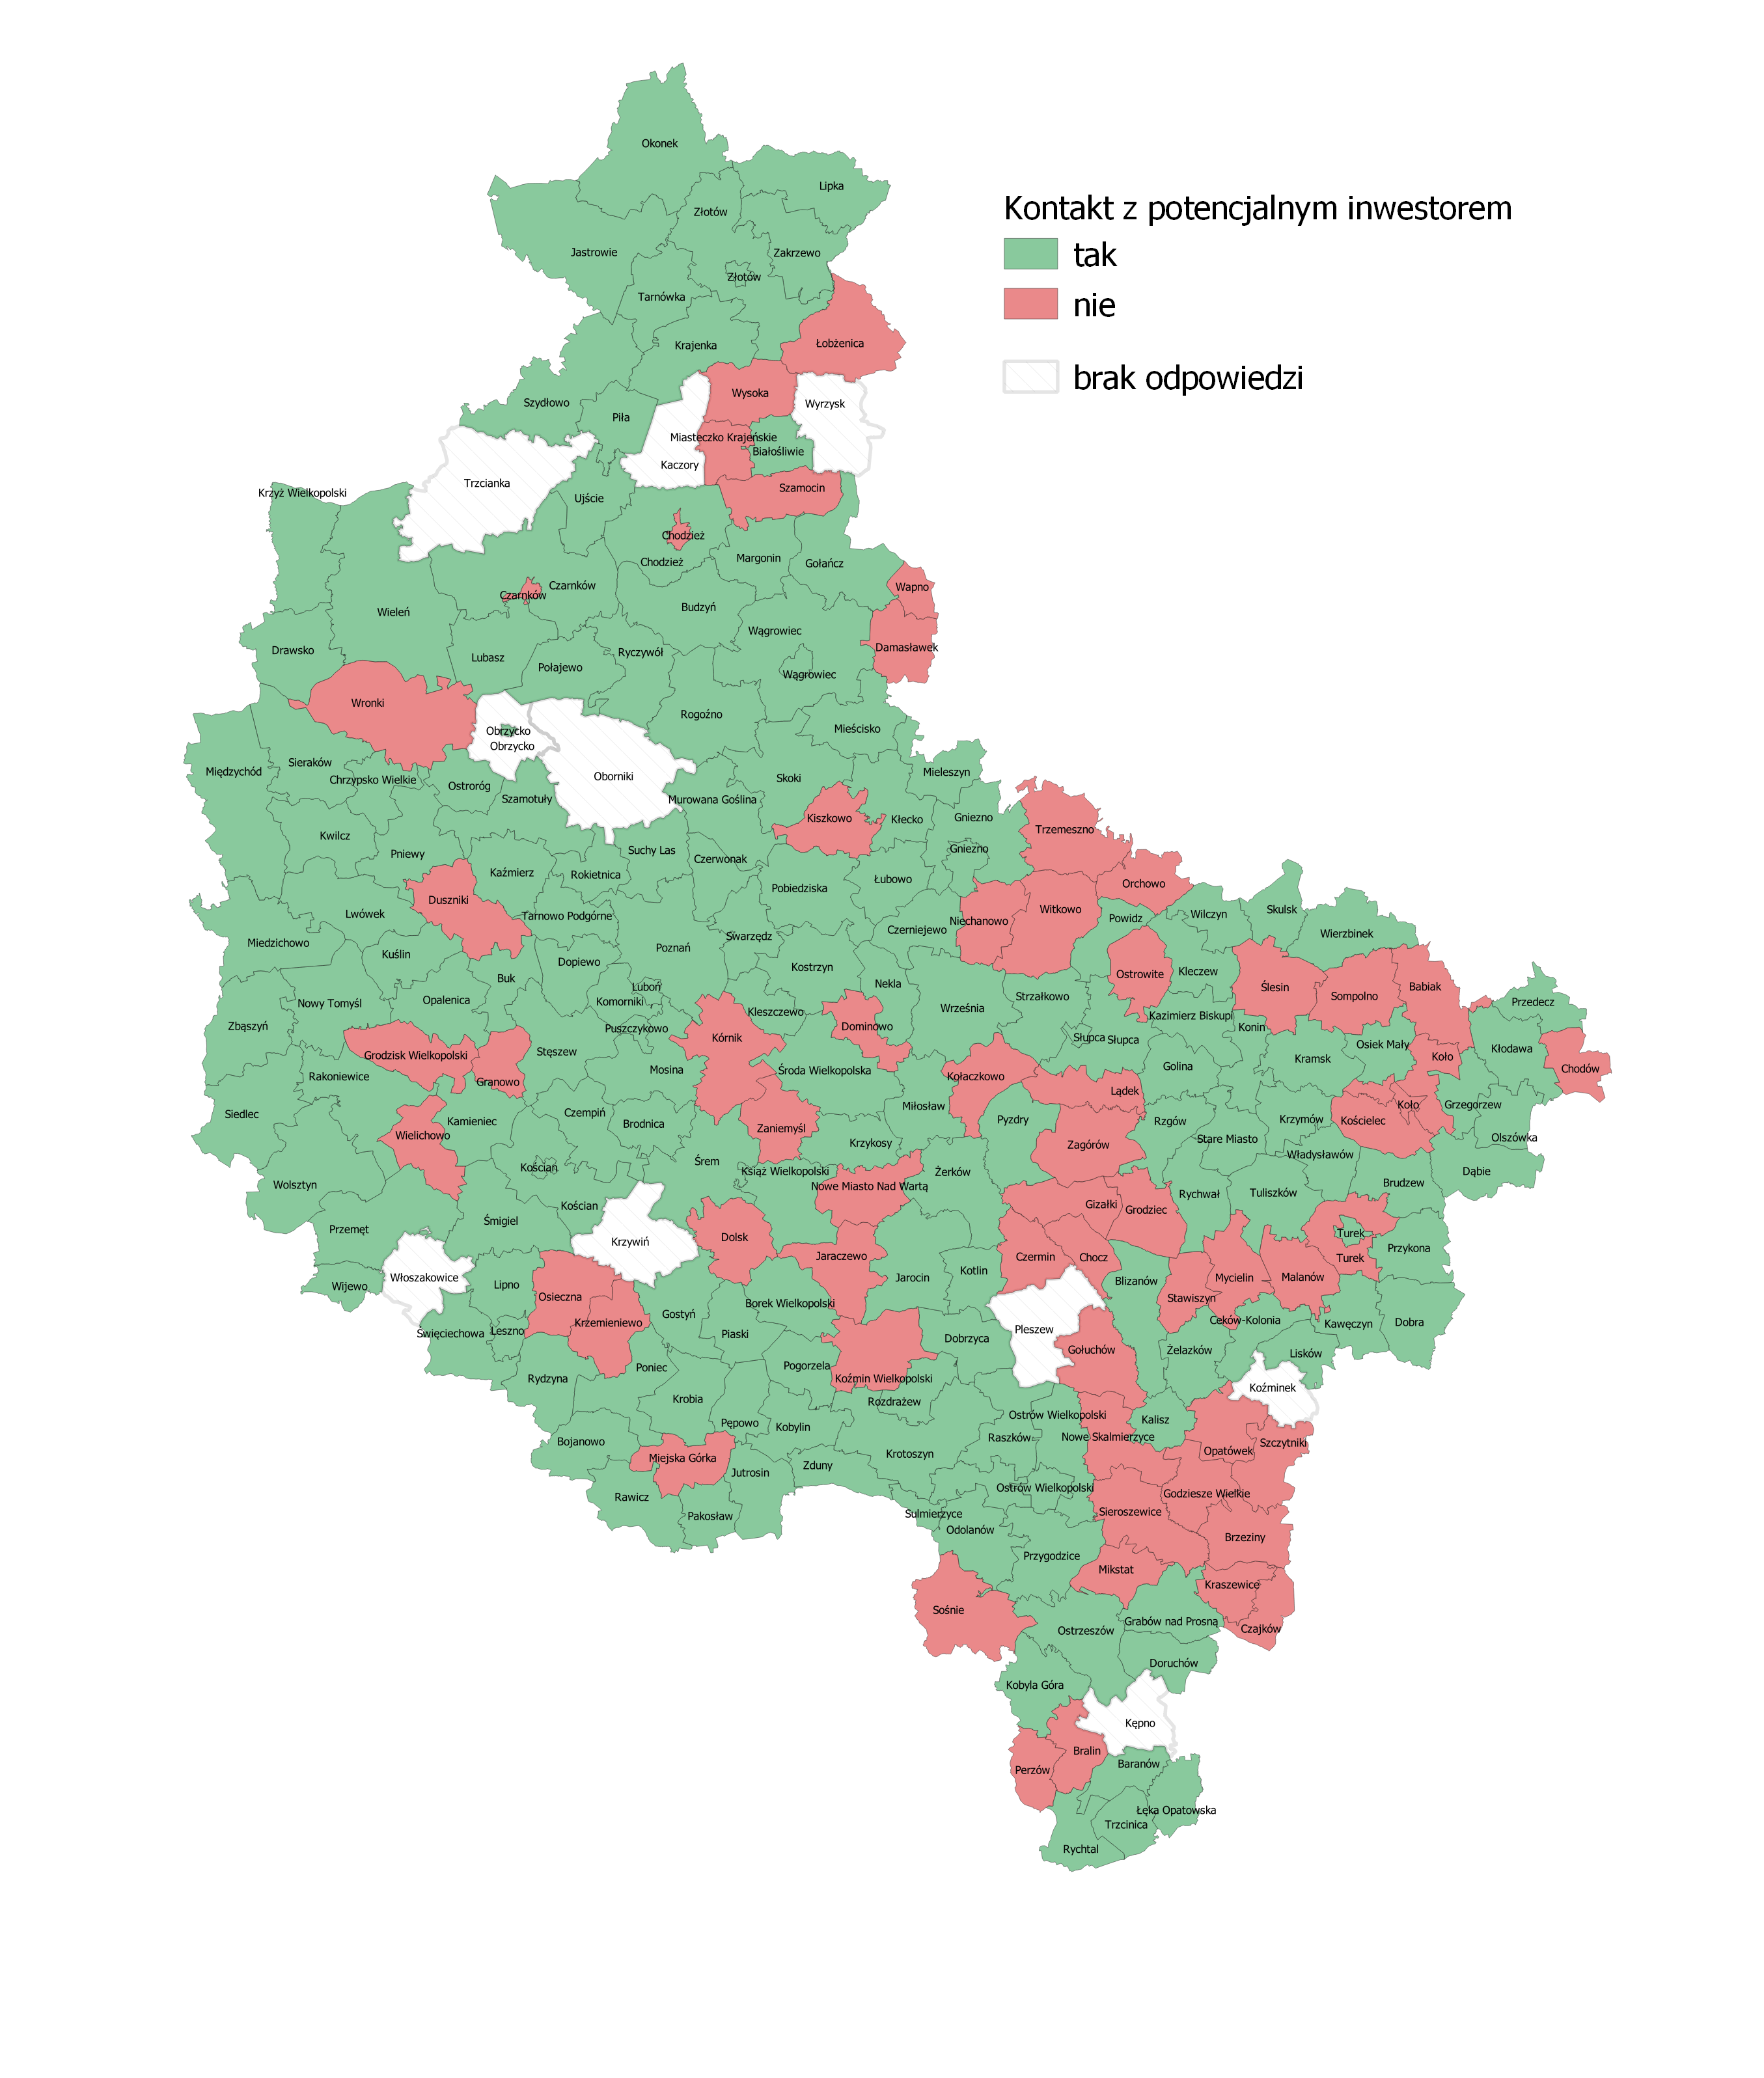 Okonek
Lipka
Kontakt z potencjalnym inwestorem
tak
nie
brak odpowiedzi
Złotów
Jastrowie
Zakrzewo
Złotów
Tarnówka
Łobżenica
Krajenka
Wysoka
Szydłowo
Wyrzysk
Piła
Miasteczko Krajeńskie
Białośliwie
Kaczory
Trzcianka
Szamocin
Krzyż Wielkopolski
Ujście
Chodzież
Margonin
Chodzież
Gołańcz
Czarnków
Wapno
Czarnków
Budzyń
Wieleń
Wągrowiec
Damasławek
Drawsko
Ryczywół
Lubasz
Połajewo
Wągrowiec
Wronki
Rogoźno
Mieścisko
Obrzycko
Obrzycko
Sieraków
Międzychód
Mieleszyn
Chrzypsko Wielkie
Oborniki
Skoki
Ostroróg
Szamotuły
Murowana Goślina
Kiszkowo
Kłecko
Gniezno
Trzemeszno
Kwilcz
Gniezno
Suchy Las
Pniewy
Czerwonak
Kaźmierz
Rokietnica
Łubowo
Orchowo
Pobiedziska
Duszniki
Witkowo
Skulsk
Lwówek
Tarnowo Podgórne
Wilczyn
Powidz
Niechanowo
Czerniejewo
Wierzbinek
Swarzędz
Miedzichowo
Poznań
Kuślin
Dopiewo
Kostrzyn
Kleczew
Ostrowite
Buk
Nekla
Luboń
Ślesin
Babiak
Sompolno
Strzałkowo
Opalenica
Nowy Tomyśl
Komorniki
Przedecz
Września
Kleszczewo
Kazimierz Biskupi
Zbąszyń
Puszczykowo
Dominowo
Konin
Kórnik
Słupca
Słupca
Osiek Mały
Kłodawa
Stęszew
Grodzisk Wielkopolski
Koło
Kramsk
Golina
Chodów
Mosina
Środa Wielkopolska
Rakoniewice
Kołaczkowo
Granowo
Lądek
Miłosław
Koło
Grzegorzew
Siedlec
Czempiń
Pyzdry
Krzymów
Kościelec
Kamieniec
Rzgów
Brodnica
Zaniemyśl
Wielichowo
Stare Miasto
Olszówka
Krzykosy
Zagórów
Władysławów
Śrem
Kościan
Książ Wielkopolski
Żerków
Dąbie
Wolsztyn
Nowe Miasto Nad Wartą
Brudzew
Rychwał
Tuliszków
Kościan
Gizałki
Grodziec
Śmigiel
Przemęt
Turek
Dolsk
Krzywiń
Przykona
Jaraczewo
Czermin
Chocz
Turek
Kotlin
Włoszakowice
Jarocin
Mycielin
Malanów
Blizanów
Wijewo
Lipno
Osieczna
Stawiszyn
Borek Wielkopolski
Gostyń
Ceków-Kolonia
Krzemieniewo
Dobra
Kawęczyn
Święciechowa
Leszno
Pleszew
Piaski
Dobrzyca
Gołuchów
Żelazków
Lisków
Poniec
Pogorzela
Rydzyna
Koźmin Wielkopolski
Koźminek
Krobia
Rozdrażew
Ostrów Wielkopolski
Kalisz
Pępowo
Kobylin
Raszków
Nowe Skalmierzyce
Bojanowo
Szczytniki
Opatówek
Krotoszyn
Miejska Górka
Zduny
Jutrosin
Ostrów Wielkopolski
Godziesze Wielkie
Rawicz
Sieroszewice
Sulmierzyce
Pakosław
Odolanów
Brzeziny
Przygodzice
Mikstat
Kraszewice
Sośnie
Grabów nad Prosną
Czajków
Ostrzeszów
Doruchów
Kobyla Góra
Kępno
Bralin
Baranów
Perzów
Łęka Opatowska
Trzcinica
Rychtal